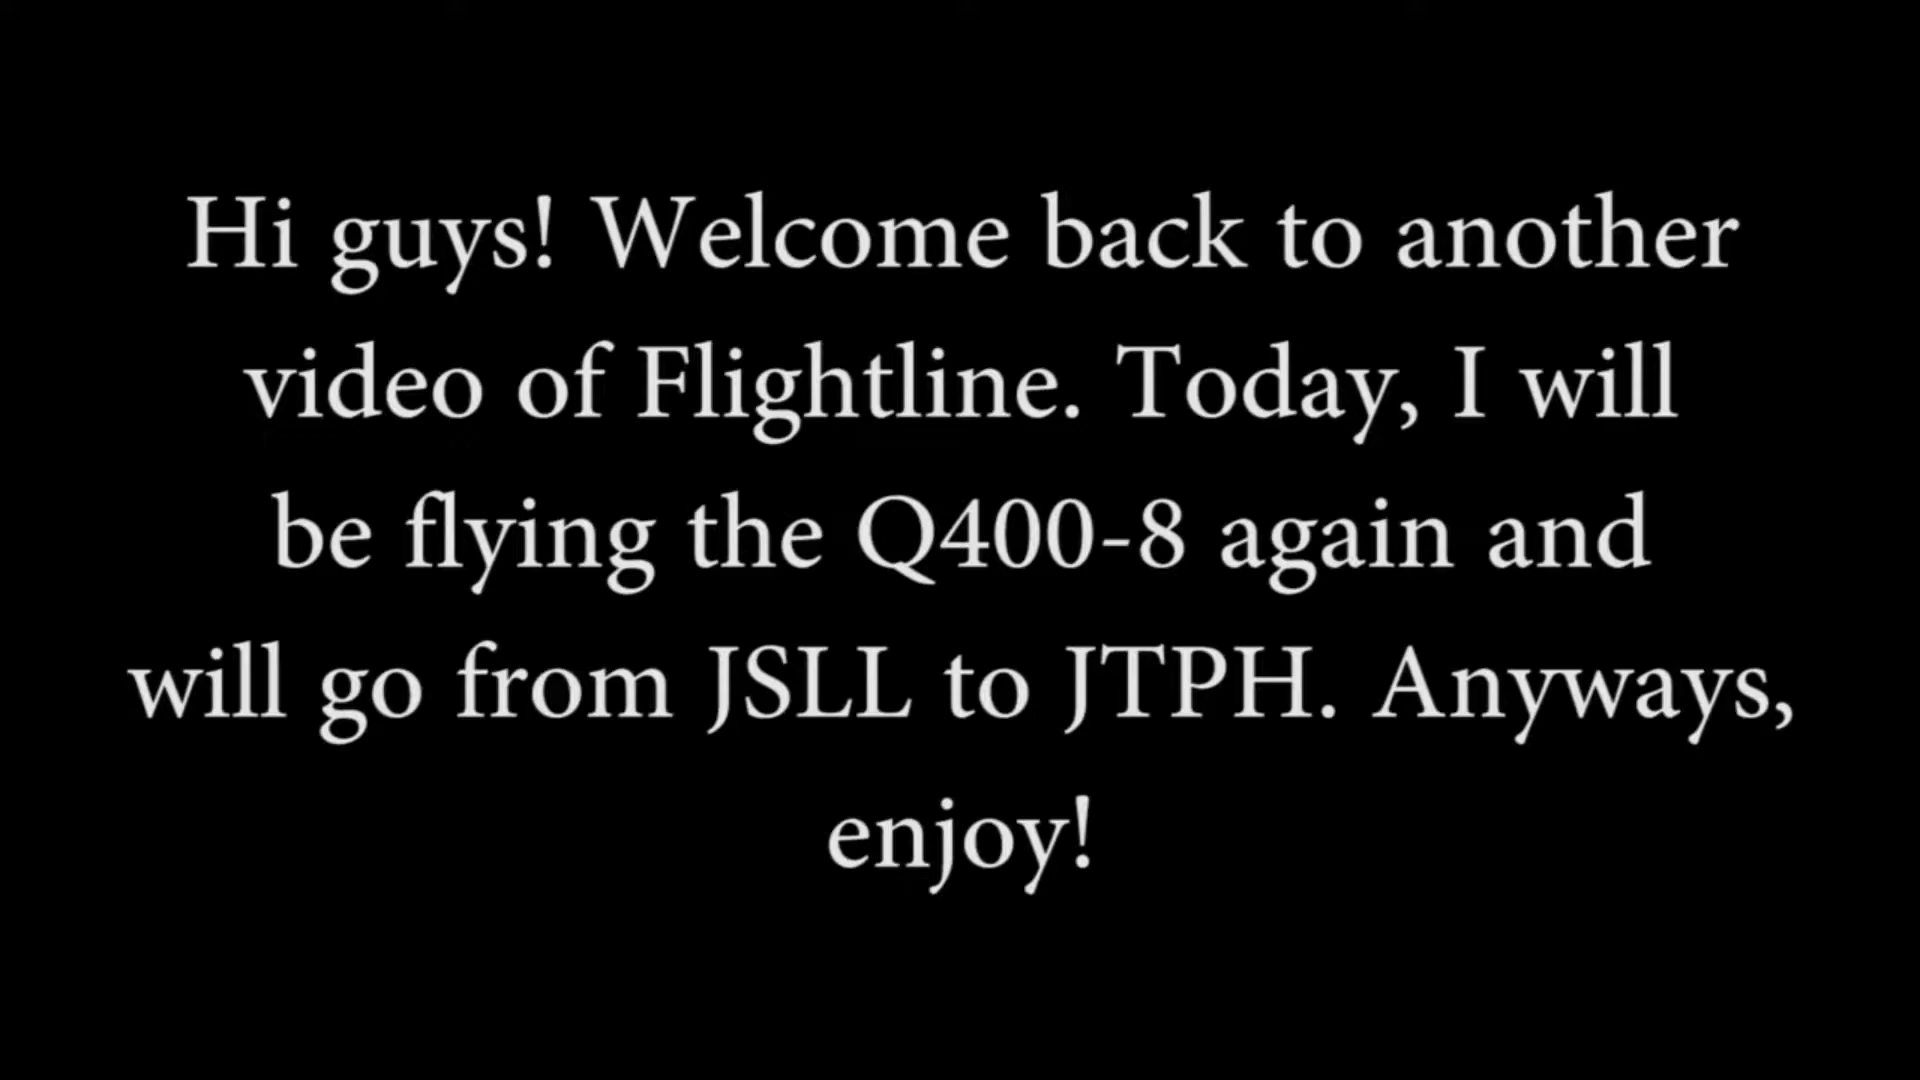 Hi guys! Welcome back to another
video of Flightline. Today, I will
be flying the Q400-8 again and
will go from JSLL to JTPH. Anyways,
enjoy!